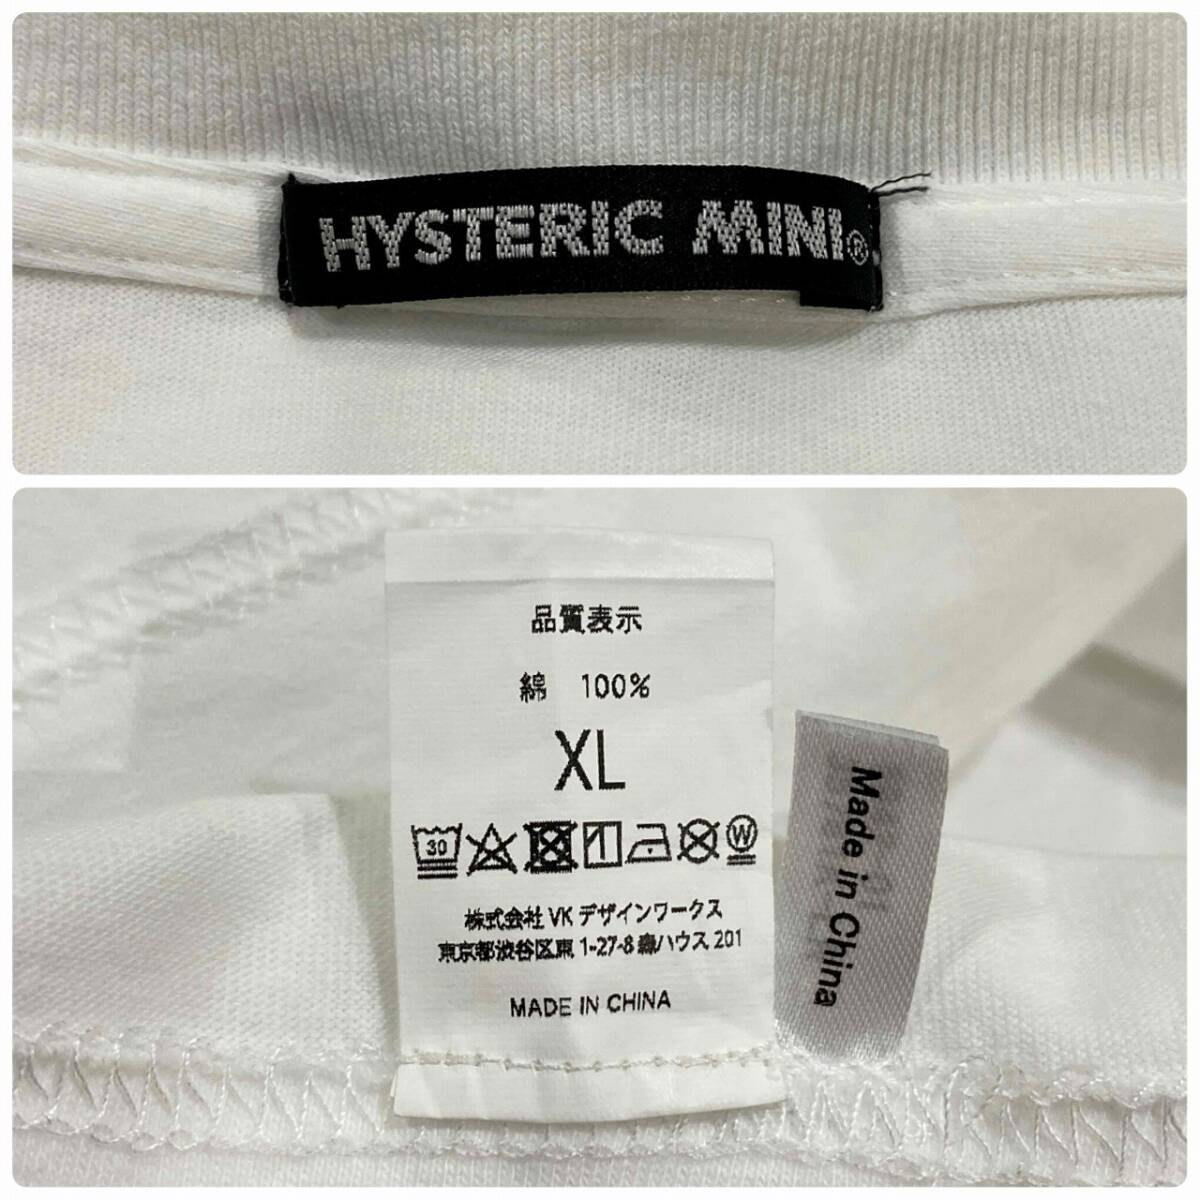 HYSTERIC MINI®
品質表示
綿 100%
XL
30 W
株式会社 VK デザインワークス
東京都渋谷区東 1-27-8 森ハウス 201
MADE IN CHINA
Made in China